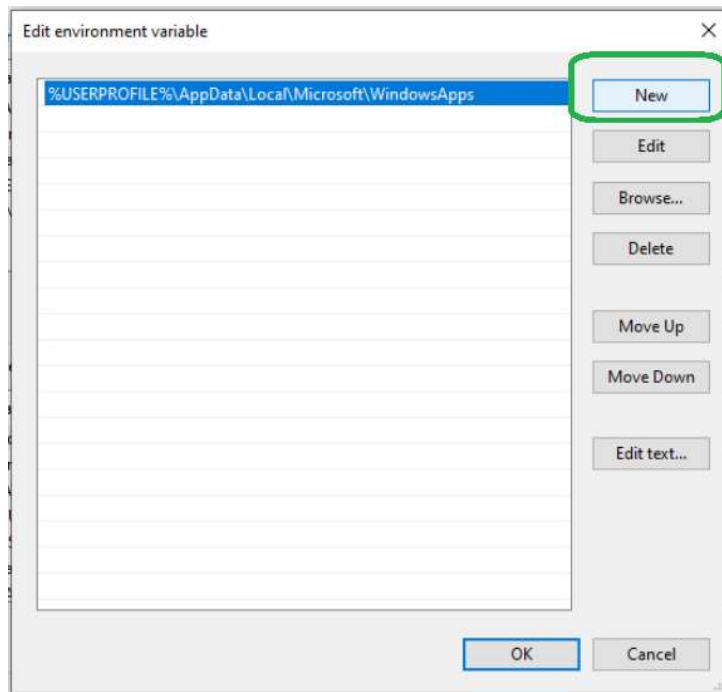 Edit environment variable
%USERPROFILE%\AppData\Local\Microsoft\WindowsApps
New
Edit
Browse...
Delete
Move Up
Move Down
Edit text...
OK
Cancel